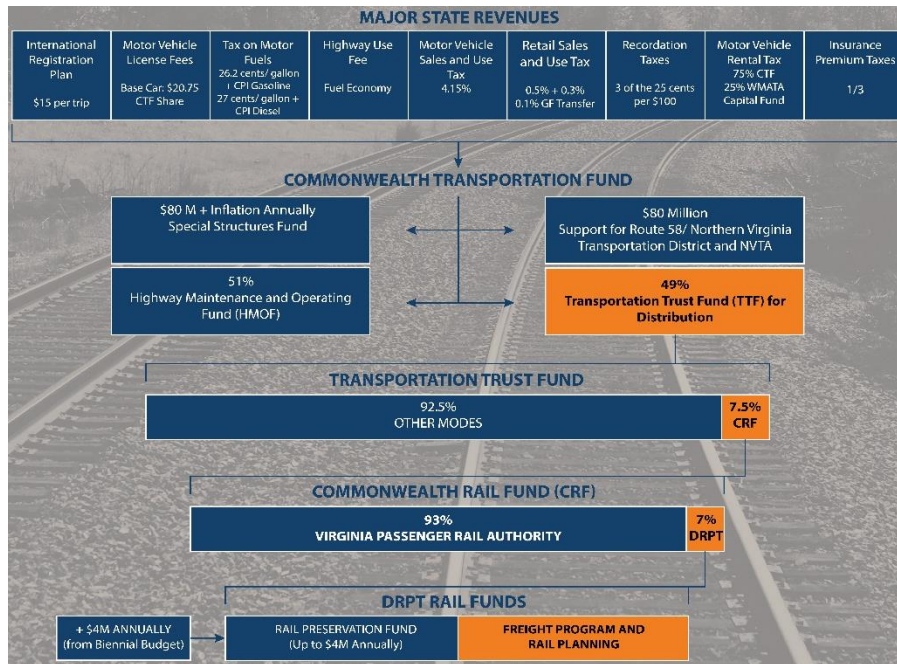 MAJOR STATE REVENUES
International
Registration
Plan
$15 per trip
Motor Vehicle
License Fees
Base Car: $20.75
CTF Share
Tax on Motor
Fuels
26.2 cents/ gallon
+ CPI Gasoline
27 cents/ gallon +
CPI Diesel
Highway Use
Fee
Fuel Economy
Motor Vehicle
Sales and Use
Tax
4.15%
Retail Sales
and Use Tax
0.5% + 0.3%
0.1% GF Transfer
Recordation
Taxes
3 of the 25 cents
per $100
Motor Vehicle
Rental Tax
75% CTF
25% WMATA
Capital Fund
Insurance
Premium Taxes
1/3
COMMONWEALTH TRANSPORTATION FUND
$80 M + Inflation Annually
Special Structures Fund
$80 Million
Support for Route 58/ Northern Virginia
Transportation District and NVTA
51%
Highway Maintenance and Operating
Fund (HMOF)
49%
Transportation Trust Fund (TTF) for
Distribution
TRANSPORTATION TRUST FUND
92.5%
OTHER MODES
7.5%
CRF
COMMONWEALTH RAIL FUND (CRF)
93%
VIRGINIA PASSENGER RAIL AUTHORITY
7%
DRPT
DRPT RAIL FUNDS
+ $4M ANNUALLY
(from Biennial Budget)
RAIL PRESERVATION FUND
(Up to $4M Annually)
FREIGHT PROGRAM AND
RAIL PLANNING